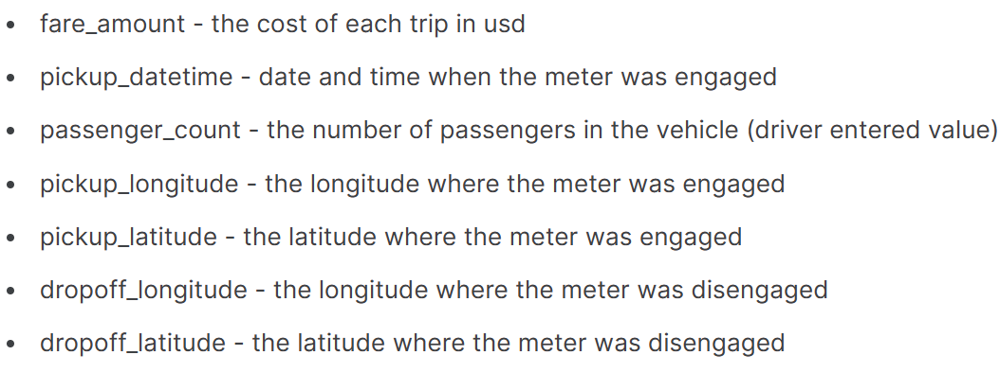 • fare_amount - the cost of each trip in usd
• pickup_datetime - date and time when the meter was engaged
• passenger_count - the number of passengers in the vehicle (driver entered value)
• pickup_longitude - the longitude where the meter was engaged
• pickup_latitude - the latitude where the meter was engaged
• dropoff_longitude - the longitude where the meter was disengaged
• dropoff_latitude - the latitude where the meter was disengaged